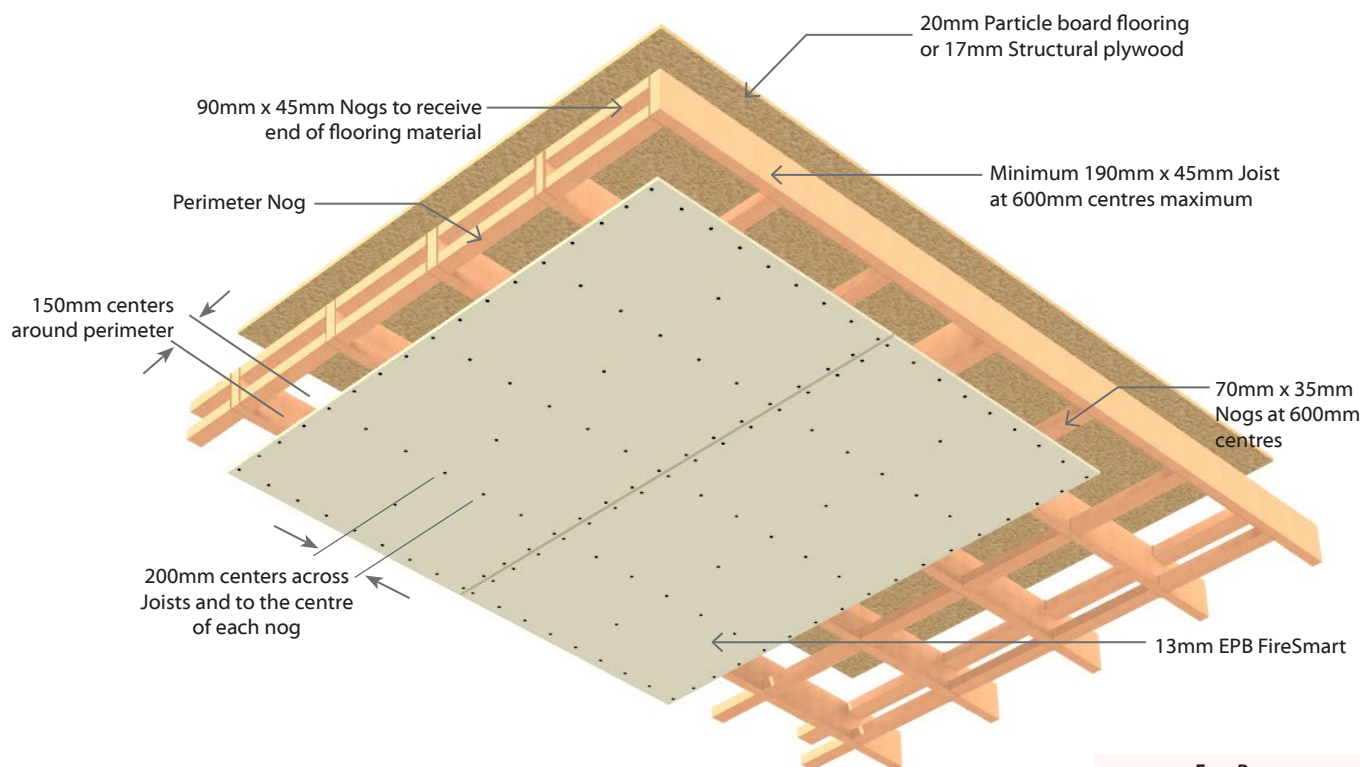 20mm Particle board flooring
or 17mm Structural plywood
90mm x 45mm Nogs to receive
end of flooring material
Minimum 190mm x 45mm Joist
at 600mm centres maximum
Perimeter Nog
150mm centers
around perimeter
70mm x 35mm
Nogs at 600mm
centres
200mm centers across
Joists and to the centre
of each nog
13mm EPB FireSmart